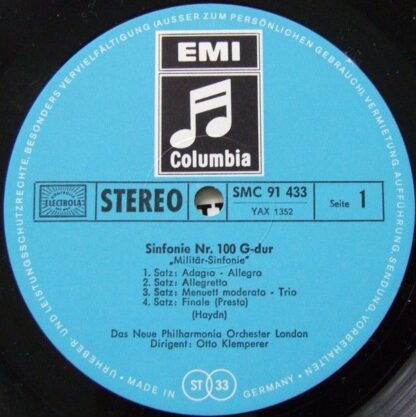 EMI
Columbia
ELECTROLA
STEREO
SMC 91 433
YAX 1352
Seite 1
Sinfonie Nr. 100 G-dur
„Militär-Sinfonie"
1. Satz: Adagio - Allegro
2. Satz: Allegretto
3. Satz: Menuett moderato - Trio
4. Satz: Finale (Presto)
(Haydn)
Das Neue Philharmonia Orchester London
Dirigent: Otto Klemperer
ST 33
URHEBER- UND LEISTUNGSSCHUTZRECHTE, BESONDERS VERVIELFÄLTIGUNG (AUSSER ZUM PERSÖNLICHEN GEBRAUCH), VERMIETUNG, AUFFÜHRUNG, SENDUNG, VORBEHALTEN
MADE IN GERMANY